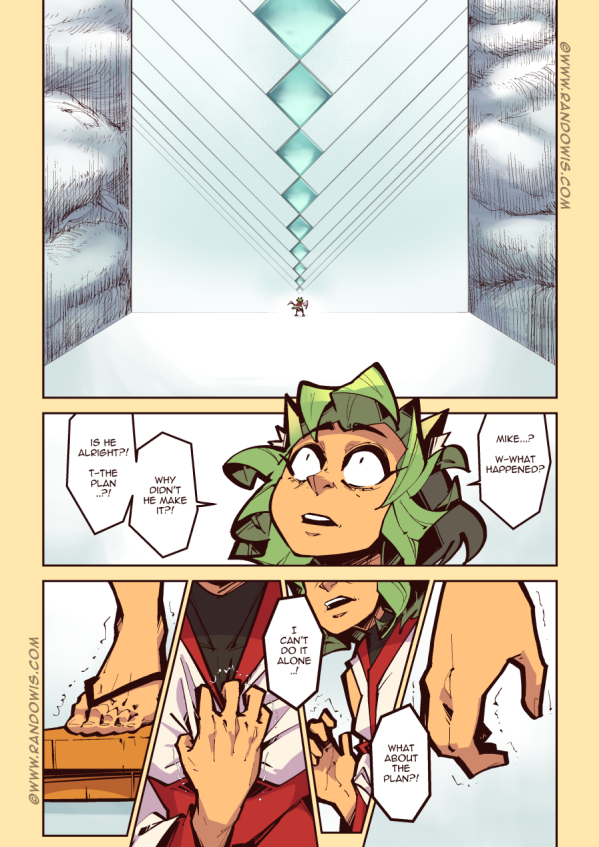 ©WWW.RANDOWIS.COM
MIKE...?
W-WHAT
HAPPENED?
IS HE
ALRIGHT?!
T-THE
PLAN
..?!
WHY
DIDN'T
HE MAKE
IT?!
I
CAN'T
DO IT
ALONE
..!
WHAT
ABOUT
THE
PLAN?!
©WWW.RANDOWIS.COM